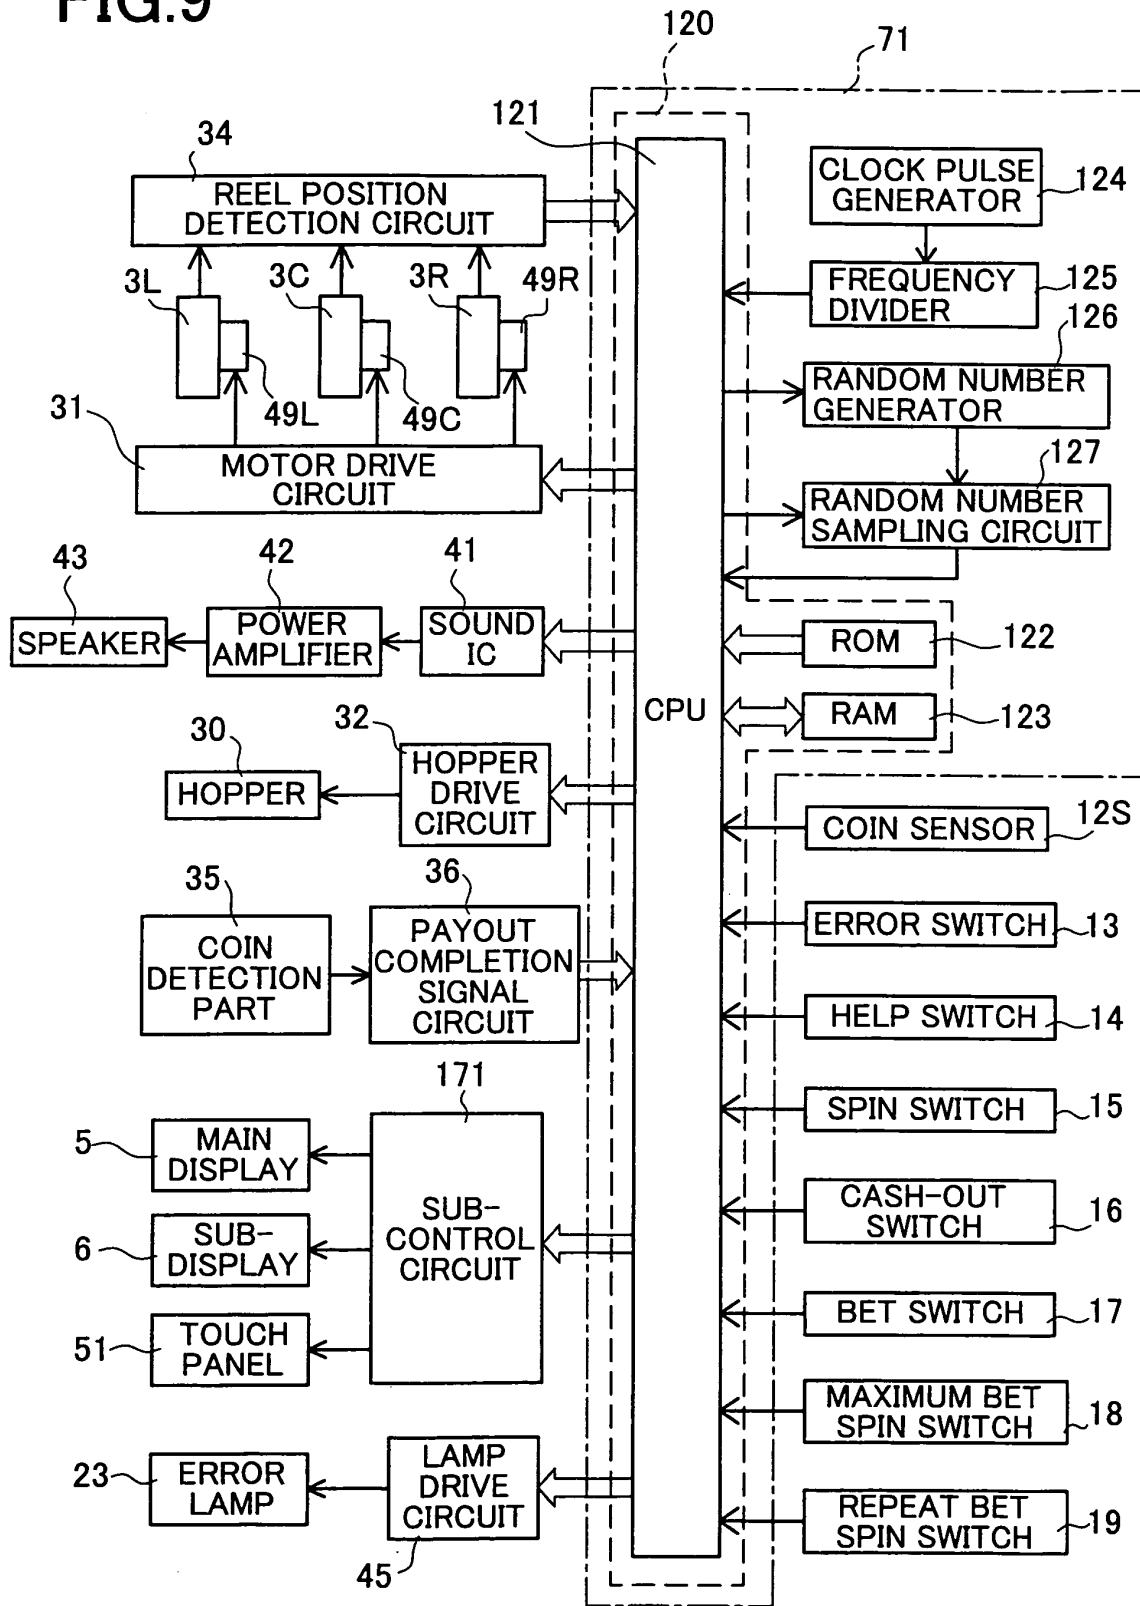 FIG.9
120
71
121
34
REEL POSITION
DETECTION CIRCUIT
CLOCK PULSE
GENERATOR
124
3L
3C
3R
49R
FREQUENCY
DIVIDER
125
126
49L
49C
RANDOM NUMBER
GENERATOR
31
MOTOR DRIVE
CIRCUIT
127
RANDOM NUMBER
SAMPLING CIRCUIT
43
42
41
SPEAKER
POWER
AMPLIFIER
SOUND
IC
ROM
122
CPU
RAM
123
30
32
HOPPER
HOPPER
DRIVE
CIRCUIT
COIN SENSOR
12S
35
36
COIN
DETECTION
PART
PAYOUT
COMPLETION
SIGNAL
CIRCUIT
ERROR SWITCH
13
HELP SWITCH
14
171
SPIN SWITCH
15
5
MAIN
DISPLAY
6
SUB-
DISPLAY
51
TOUCH
PANEL
SUB-
CONTROL
CIRCUIT
CASH-OUT
SWITCH
16
BET SWITCH
17
MAXIMUM BET
SPIN SWITCH
18
23
ERROR
LAMP
LAMP
DRIVE
CIRCUIT
45
REPEAT BET
SPIN SWITCH
19